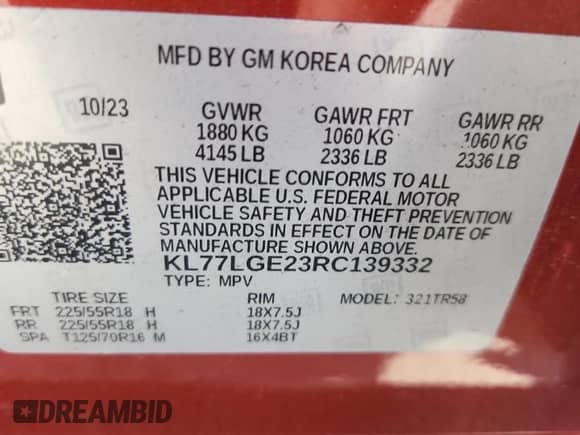 MFD BY GM KOREA COMPANY
10/23 GVWR GAWR FRT GAWR RR
1880 KG 1060 KG 1060 KG
4145 LB 2336 LB 2336 LB
THIS VEHICLE CONFORMS TO ALL
APPLICABLE U.S. FEDERAL MOTOR
VEHICLE SAFETY AND THEFT PREVENTION
STANDARDS IN EFFECT ON THE DATE OF
MANUFACTURE SHOWN ABOVE.
KL77LGE23RC139332
TYPE: MPV MODEL: 321TR58
TIRE SIZE RIM
FRT 225/55R18 H 18X7.5J
RR 225/55R18 H 18X7.5J
SPA T125/70R16 M 16X4BT
DREAMBID